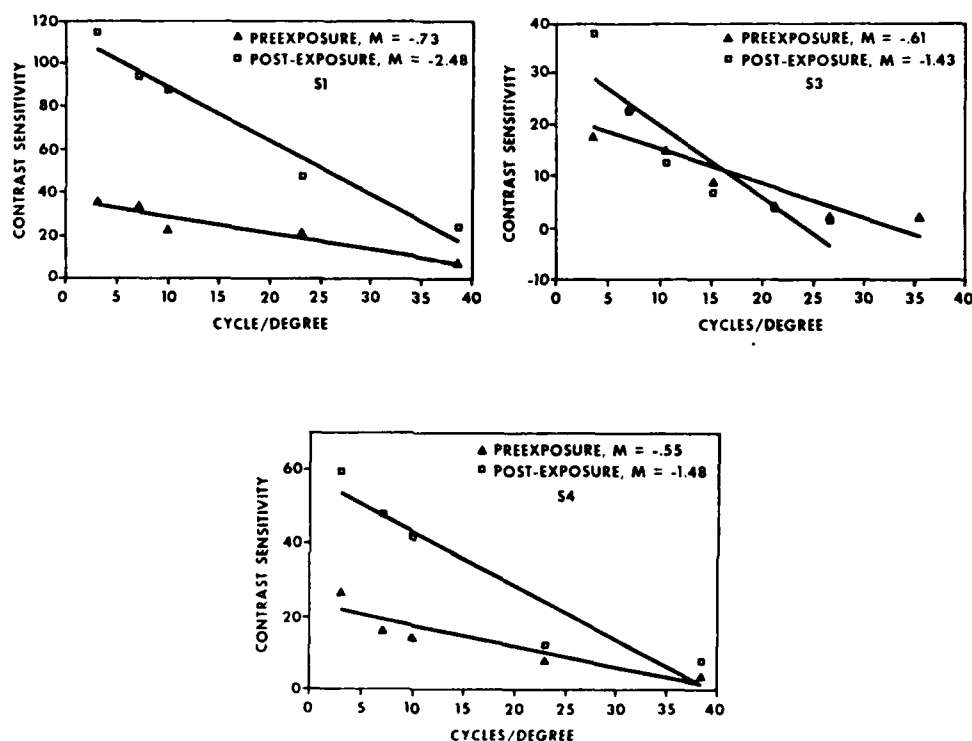 120
100
80
60
40
20
0
CONTRAST SENSITIVITY
▲ PREEXPOSURE, M = -.73
□ POST-EXPOSURE, M = -2.48
S1
0 5 10 15 20 25 30 35 40
CYCLE/DEGREE
40
30
20
10
0
-10
CONTRAST SENSITIVITY
▲ PREEXPOSURE, M = -.61
□ POST-EXPOSURE, M = -1.43
S3
0 5 10 15 20 25 30 35 40
CYCLES/DEGREE
60
40
20
0
CONTRAST SENSITIVITY
▲ PREEXPOSURE, M = -.55
□ POST-EXPOSURE, M = -1.48
S4
0 5 10 15 20 25 30 35 40
CYCLES/DEGREE